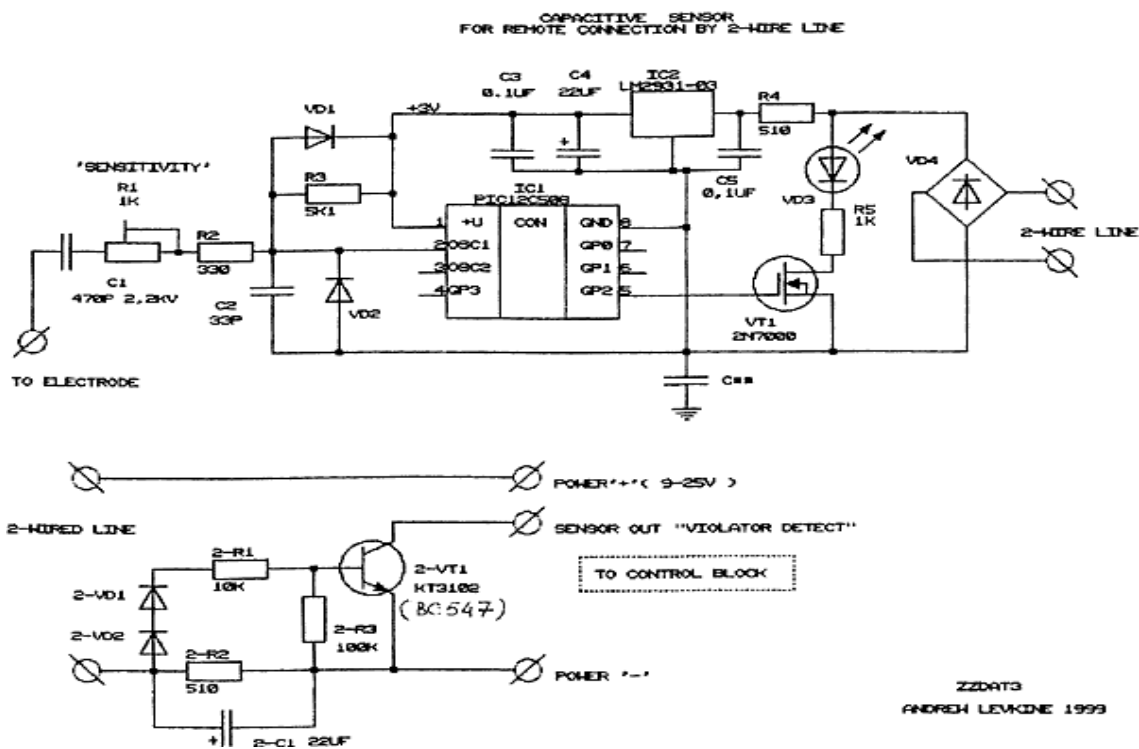 CAPACITIVE SENSOR
FOR REMOTE CONNECTION BY 2-WIRE LINE
C3
0.1UF
C4
22UF
IC2
LM2931-03
R4
510
VD1
+3V
'SENSITIVITY'
R1
1K
R3
5K1
IC1
PIC12C508
C5
0,1UF
VD3
VD4
R5
1K
2-WIRE LINE
1 +U CON GND 8
2 OSC1 GP0 7
3 OSC2 GP1 6
4 GP3 GP2 5
R2
330
C1
470P 2,2KV
C2
33P
VD2
VT1
2N7000
TO ELECTRODE
C**
POWER'+'( 9-25V )
2-WIRED LINE
SENSOR OUT "VIOLATOR DETECT"
2-R1
10K
2-VT1
KT3102
(BC547)
TO CONTROL BLOCK
2-VD1
2-VD2
2-R3
100K
2-R2
510
POWER '-'
+
2-C1 22UF
ZZDAT3
ANDREW LEVKINE 1999